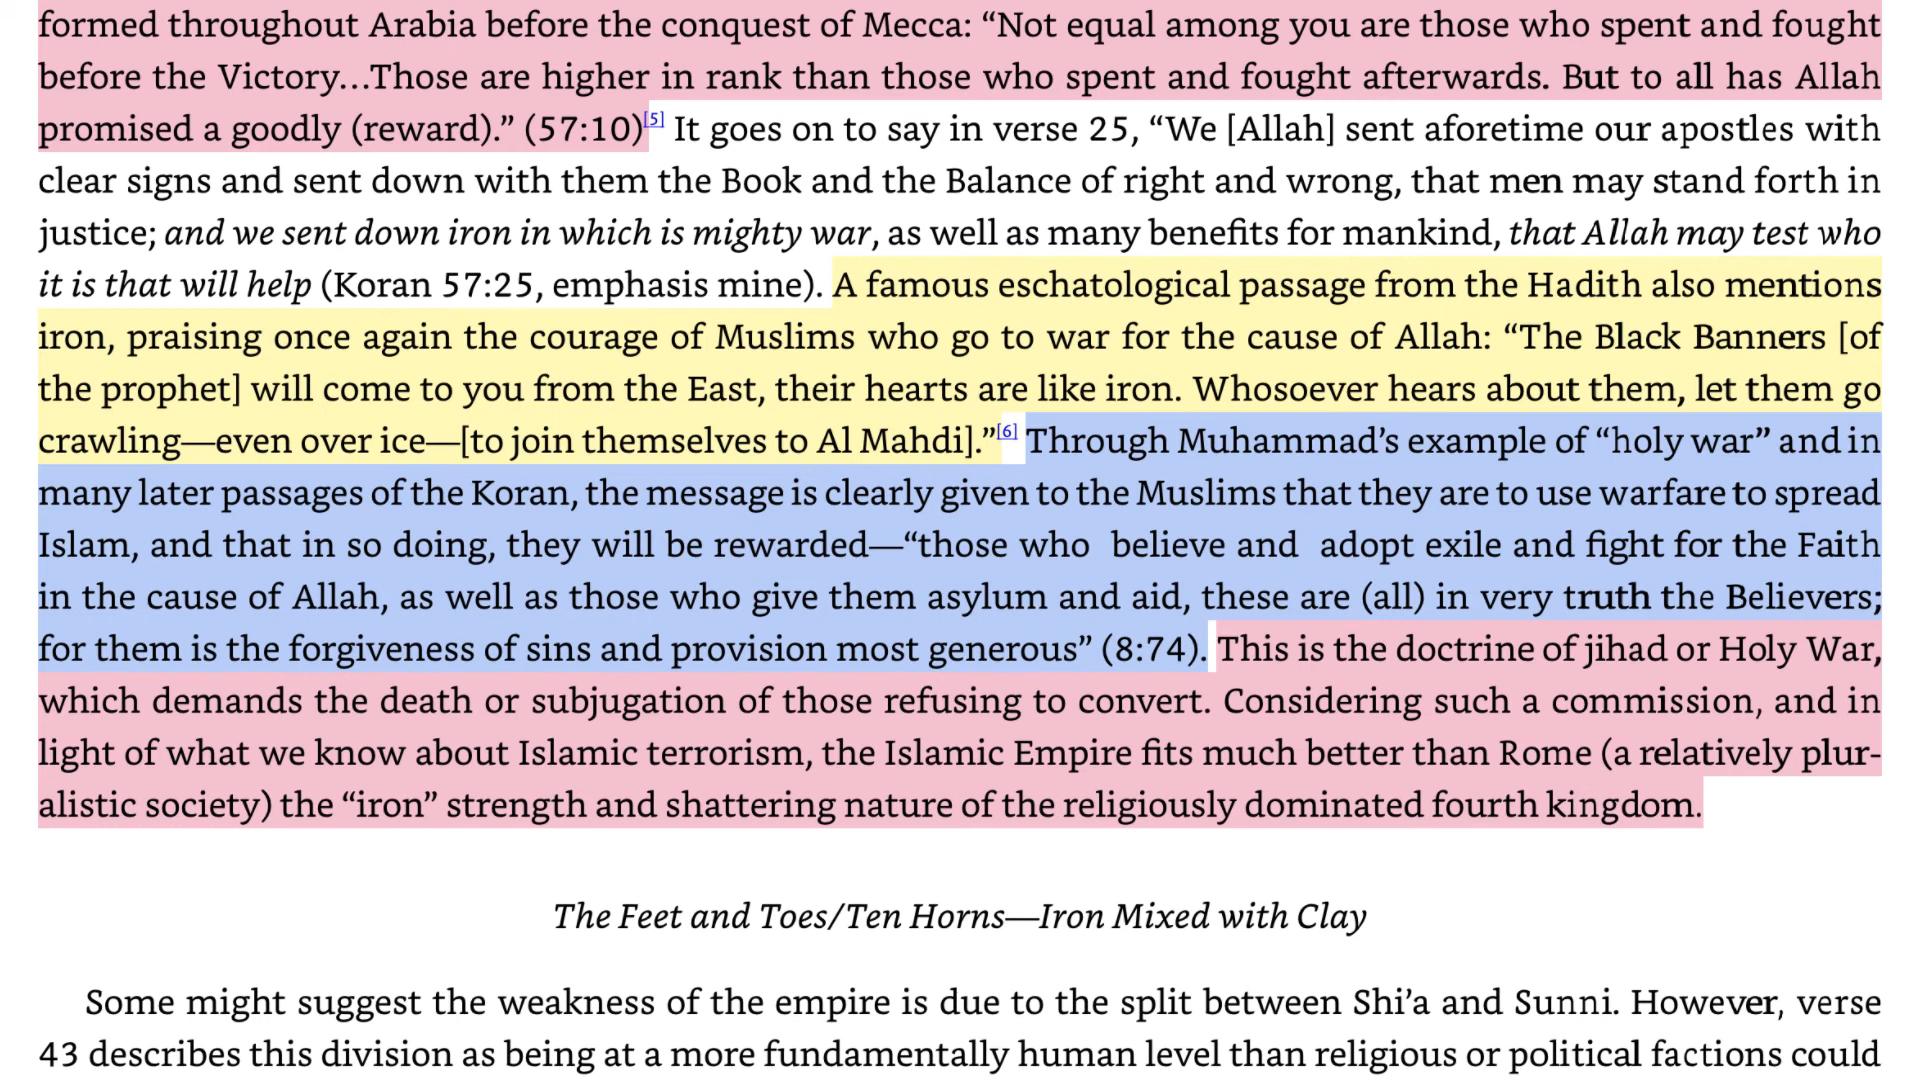 formed throughout Arabia before the conquest of Mecca: “Not equal among you are those who spent and fought
before the Victory…Those are higher in rank than those who spent and fought afterwards. But to all has Allah
promised a goodly (reward).” (57:10)[5] It goes on to say in verse 25, “We [Allah] sent aforetime our apostles with
clear signs and sent down with them the Book and the Balance of right and wrong, that men may stand forth in
justice; and we sent down iron in which is mighty war, as well as many benefits for mankind, that Allah may test who
it is that will help (Koran 57:25, emphasis mine). A famous eschatological passage from the Hadith also mentions
iron, praising once again the courage of Muslims who go to war for the cause of Allah: “The Black Banners [of
the prophet] will come to you from the East, their hearts are like iron. Whosoever hears about them, let them go
crawling—even over ice—[to join themselves to Al Mahdi].”[6] Through Muhammad’s example of “holy war” and in
many later passages of the Koran, the message is clearly given to the Muslims that they are to use warfare to spread
Islam, and that in so doing, they will be rewarded—“those who believe and adopt exile and fight for the Faith
in the cause of Allah, as well as those who give them asylum and aid, these are (all) in very truth the Believers;
for them is the forgiveness of sins and provision most generous” (8:74). This is the doctrine of jihad or Holy War,
which demands the death or subjugation of those refusing to convert. Considering such a commission, and in
light of what we know about Islamic terrorism, the Islamic Empire fits much better than Rome (a relatively plur-
alistic society) the “iron” strength and shattering nature of the religiously dominated fourth kingdom.
The Feet and Toes/Ten Horns—Iron Mixed with Clay
Some might suggest the weakness of the empire is due to the split between Shi’a and Sunni. However, verse
43 describes this division as being at a more fundamentally human level than religious or political factions could